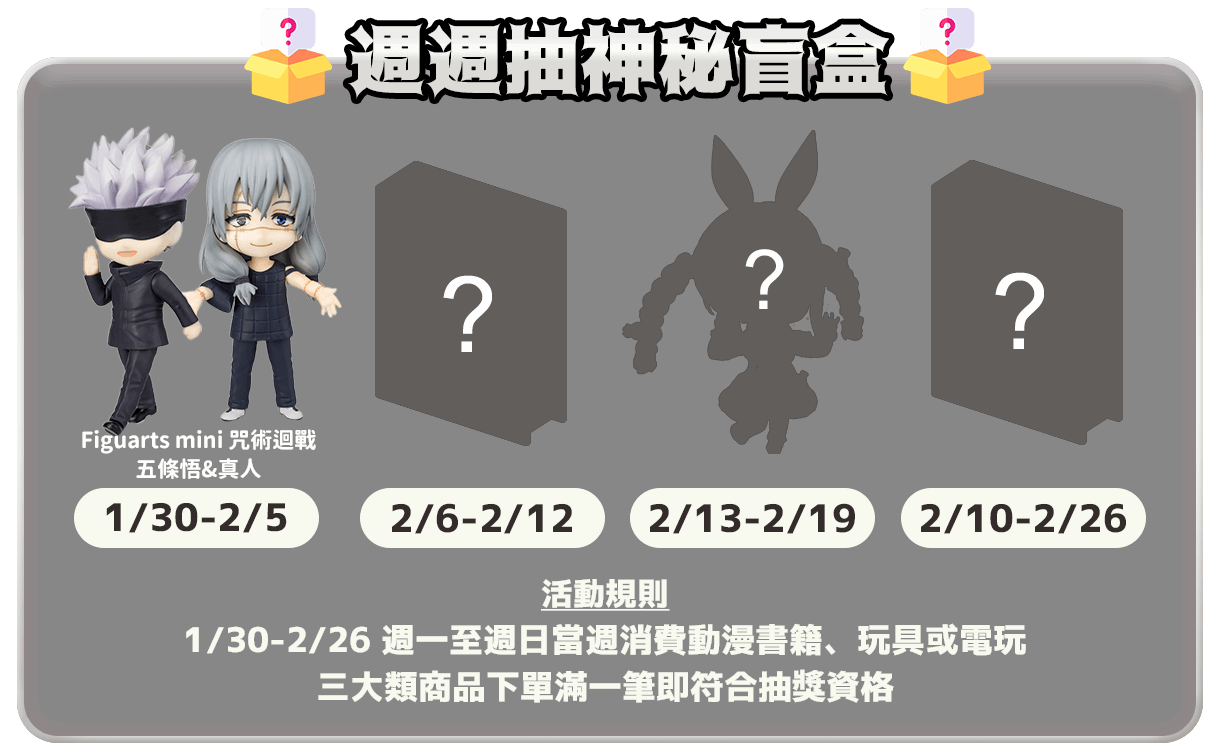 週週抽神秘盲盒
?
?
?
?
?
Figuarts mini 咒術迴戰
五條悟&真人
1/30-2/5
2/6-2/12
2/13-2/19
2/10-2/26
活動規則
1/30-2/26 週一至週日當週消費動漫書籍、玩具或電玩
三大類商品下單滿一筆即符合抽獎資格